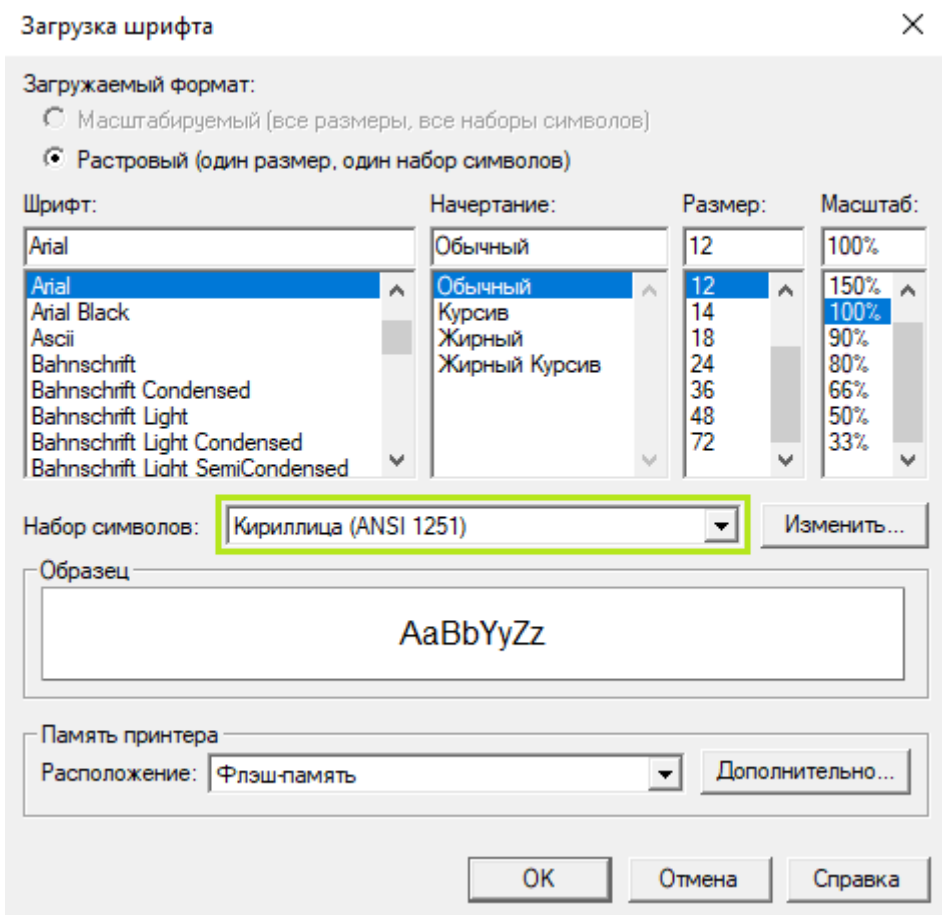 Загрузка шрифта
Загружаемый формат:
Масштабируемый (все размеры, все наборы символов)
Растровый (один размер, один набор символов)
Шрифт: Начертание: Размер: Масштаб:
Arial Обычный 12 100%
Arial Обычный 12 150%
Arial Black Курсив 14 100%
Ascii Жирный 18 90%
Bahnschrift Жирный Курсив 24 80%
Bahnschrift Condensed 36 66%
Bahnschrift Light 48 50%
Bahnschrift Light Condensed 72 33%
Bahnschrift Light SemiCondensed
Набор символов: Кириллица (ANSI 1251) Изменить...
Образец
AaBbYyZz
Память принтера
Расположение: Флэш-память Дополнительно...
OK Отмена Справка